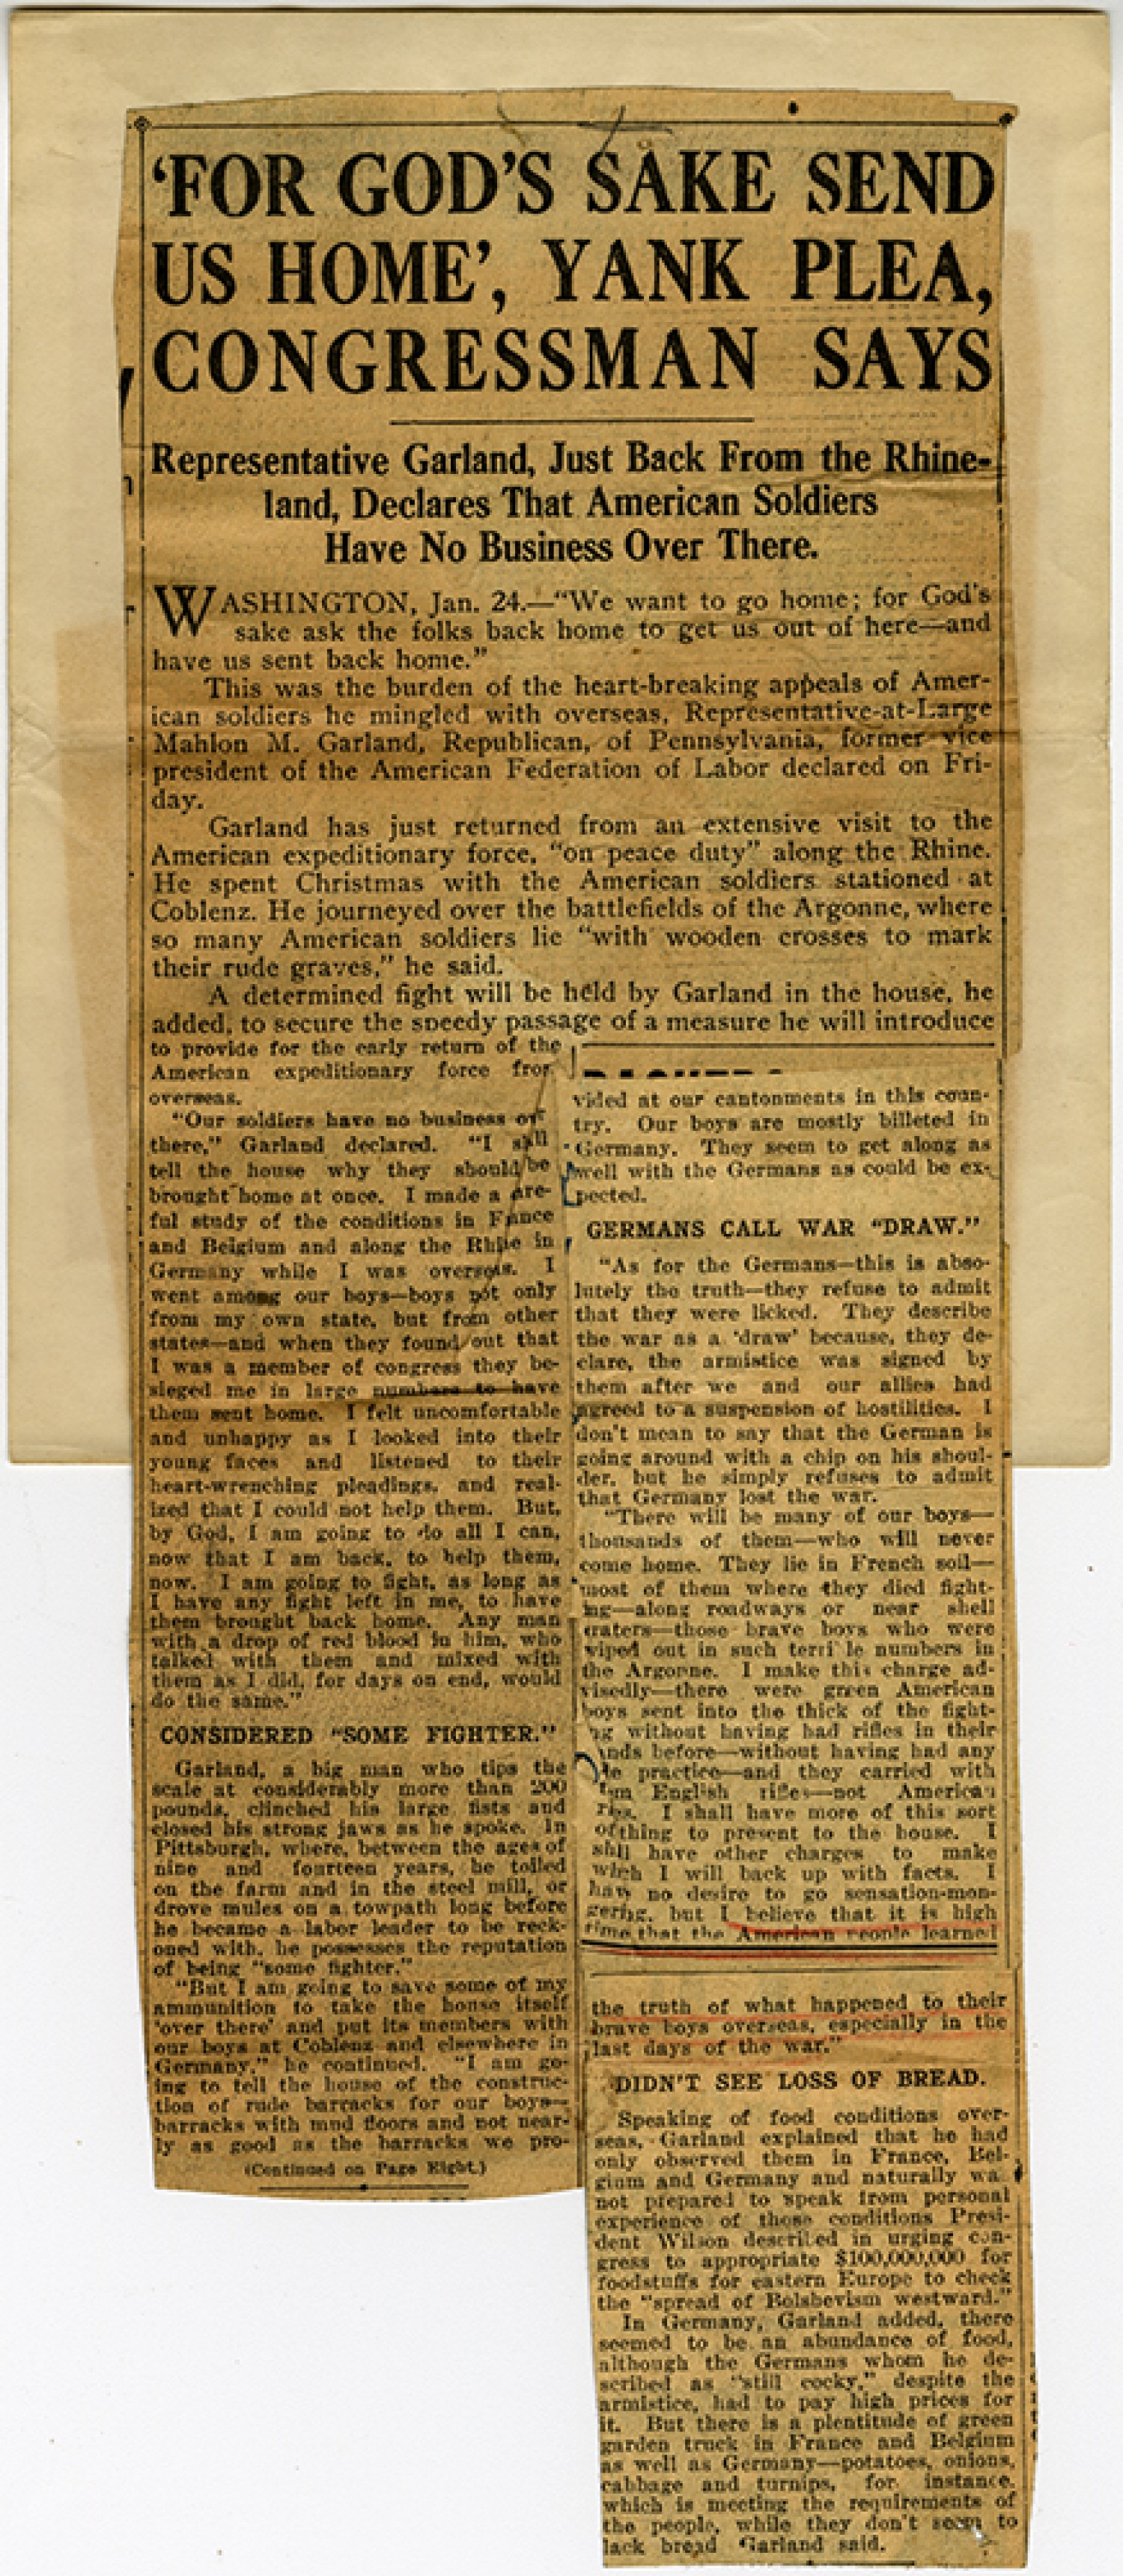 ‘FOR GOD'S SAKE SEND
US HOME’, YANK PLEA,
CONGRESSMAN SAYS
Representative Garland, Just Back From the Rhine-
land, Declares That American Soldiers
Have No Business Over There.
WASHINGTON, Jan. 24.—“We want to go home; for God's
sake ask the folks back home to get us out of here—and
have us sent back home.”
This was the burden of the heart-breaking appeals of Amer-
ican soldiers he mingled with overseas, Representative-at-Large
Mahlon M. Garland, Republican, of Pennsylvania, former vice
president of the American Federation of Labor declared on Fri-
day.
Garland has just returned from an extensive visit to the
American expeditionary force, “on peace duty” along the Rhine.
He spent Christmas with the American soldiers stationed at
Coblenz. He journeyed over the battlefields of the Argonne, where
so many American soldiers lie “with wooden crosses to mark
their rude graves,” he said.
A determined fight will be held by Garland in the house, he
added, to secure the speedy passage of a measure he will introduce
to provide for the early return of the
American expeditionary force from
overseas.
“Our soldiers have no business
there,” Garland declared. “I shall
tell the house why they should be
brought home at once. I made a care-
ful study of the conditions in France
and Belgium and along the Rhine in
Germany while I was overseas. I
went among our boys—boys not only
from my own state, but from other
states—and when they found out that
I was a member of congress they be-
sieged me in large numbers to have
them sent home. I felt uncomfortable
and unhappy as I looked into their
young faces and listened to their
heart-wrenching pleadings, and real-
ized that I could not help them. But,
by God, I am going to do all I can,
now that I am back, to help them,
now. I am going to fight, as long as
I have any fight left in me, to have
them brought back home. Any man
with a drop of red blood in him, who
talked with them and mixed with
them as I did, for days on end, would
do the same.”
CONSIDERED “SOME FIGHTER.”
Garland, a big man who tips the
scale at considerably more than 200
pounds, clinched his large fists and
closed his strong jaws as he spoke. In
Pittsburgh, where, between the ages of
nine and fourteen years, he toiled
on the farm and in the steel mill, or
drove mules on a towpath long before
he became a labor leader to be reck-
oned with, he possesses the reputation
of being “some fighter.”
“But I am going to save some of my
ammunition to take the house itself
'over there' and put its members with
our boys at Coblenz and elsewhere in
Germany,” he continued. “I am go-
ing to tell the house of the construc-
tion of rude barracks for our boys—
barracks with mud floors and not near-
ly as good as the barracks we pro-
(Continued on Page Eight.)
vided at our cantonments in this coun-
try. Our boys are mostly billeted in
Germany. They seem to get along as
well with the Germans as could be ex-
pected.
GERMANS CALL WAR “DRAW.”
“As for the Germans—this is abso-
lutely the truth—they refuse to admit
that they were licked. They describe
the war as a 'draw' because, they de-
clare, the armistice was signed by
them after we and our allies had
agreed to a suspension of hostilities. I
don't mean to say that the German is
going around with a chip on his shoul-
der, but he simply refuses to admit
that Germany lost the war.
“There will be many of our boys—
thousands of them—who will never
come home. They lie in French soil—
most of them where they died fight-
ing—along roadways or near shell
craters—those brave boys who were
wiped out in such terrible numbers in
the Argonne. I make this charge ad-
visedly—there were green American
boys sent into the thick of the fight-
ing without having had rifles in their
hands before—without having had any
practice—and they carried with
them English rifles—not American
I shall have more of this sort
of thing to present to the house. I
shall have other charges to make
which I will back up with facts. I
have no desire to go sensation-mon-
gering, but I believe that it is high
time that the American people learned
the truth of what happened to their
brave boys overseas, especially in the
last days of the war.”
DIDN'T SEE LOSS OF BREAD.
Speaking of food conditions over-
seas, Garland explained that he had
only observed them in France, Bel-
gium and Germany and naturally wa
not prepared to speak from personal
experience of those conditions Presi-
dent Wilson described in urging con-
gress to appropriate $100,000,000 for
foodstuffs for eastern Europe to check
the “spread of Bolshevism westward.”
In Germany, Garland added, there
seemed to be an abundance of food,
although the Germans whom he de-
scribed as “still cocky,” despite the
armistice, had to pay high prices for
it. But there is a plentitude of green
garden truck in France and Belgium
as well as Germany—potatoes, onions,
cabbage and turnips, for instance,
which is meeting the requirements of
the people, while they don't seem to
lack bread Garland said.